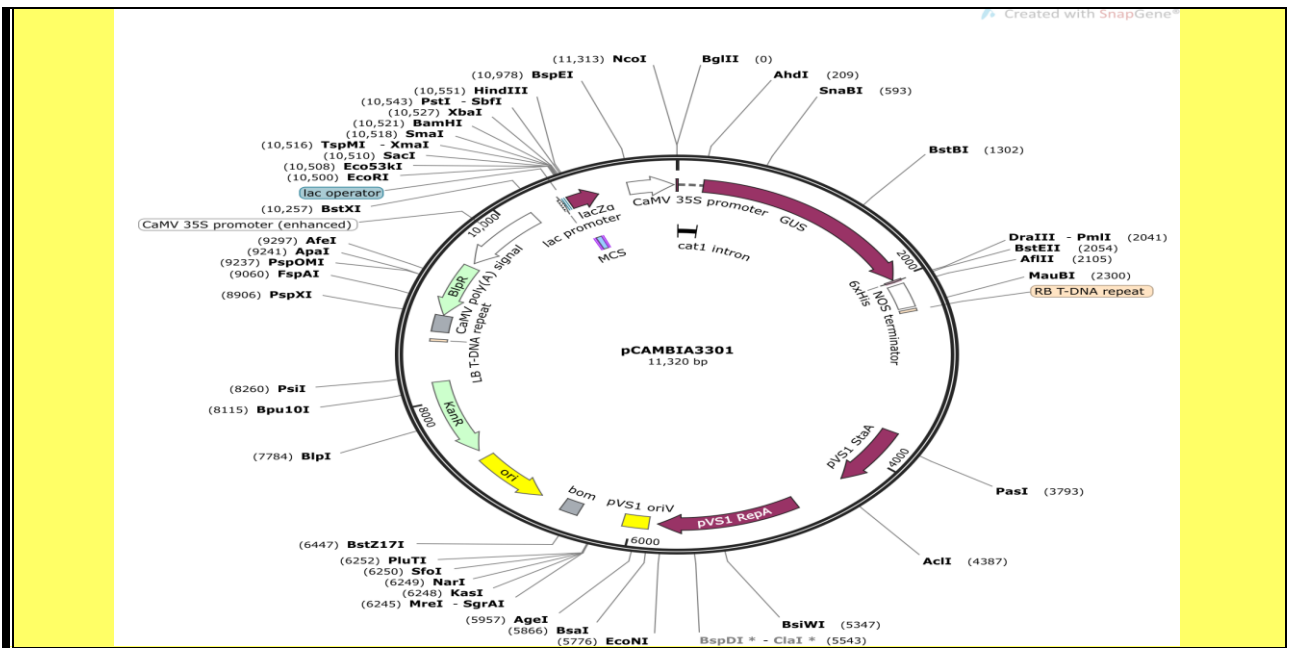 Created with SnapGene®
(11,313) NcoI
BglII (0)
(10,978) BspEI
AhdI (209)
(10,551) HindIII
SnaBI (593)
(10,543) PstI - SbfI
(10,527) XbaI
(10,521) BamHI
(10,518) SmaI
(10,516) TspMI - XmaI
(10,510) SacI
BstBI (1302)
(10,508) Eco53kI
(10,500) EcoRI
lac operator
(10,257) BstXI
CaMV 35S promoter (enhanced)
(9297) AfeI
(9241) ApaI
(9237) PspOMI
(9060) FspAI
(8906) PspXI
DraIII - PmlI (2041)
BstEII (2054)
AflII (2105)
MauBI (2300)
RB T-DNA repeat
10,000
lacZα
lac promoter
MCS
CaMV 35S promoter
GUS
cat1 intron
2000
6xHis
NOS terminator
CaMV poly(A) signal
BlpR
LB T-DNA repeat
pCAMBIA3301
11,320 bp
(8260) PsiI
(8115) Bpu10I
8000
KanR
(7784) BlpI
ori
bom
pVS1 oriV
pVS1 RepA
pVS1 StaA
4000
6000
PasI (3793)
AclI (4387)
(6447) BstZ17I
(6252) PluTI
(6250) SfoI
(6249) NarI
(6248) KasI
(6245) MreI - SgrAI
(5957) AgeI
(5866) BsaI
(5776) EcoNI
BsiWI (5347)
BspDI * - ClaI * (5543)